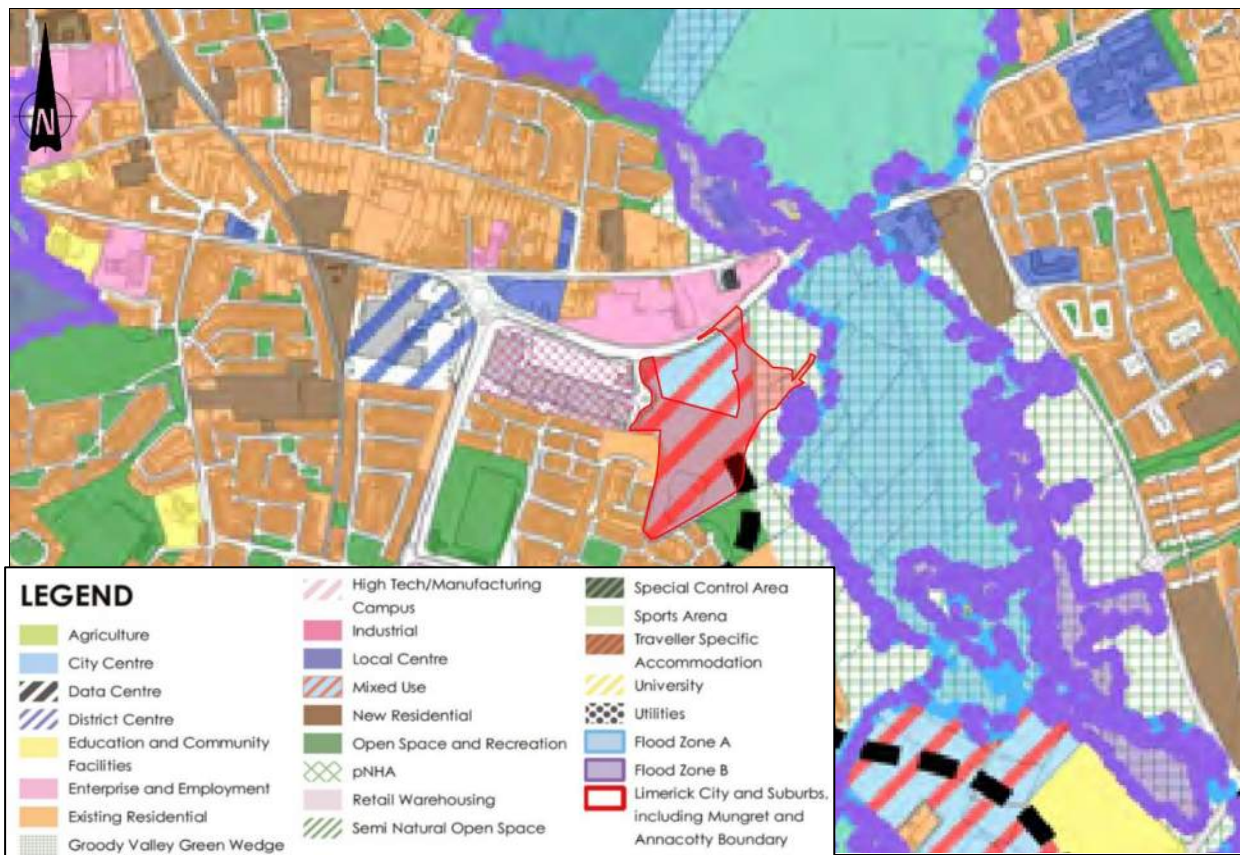 N
LEGEND
Agriculture
City Centre
Data Centre
District Centre
Education and Community
Facilities
Enterprise and Employment
Existing Residential
Groody Valley Green Wedge
High Tech/Manufacturing
Campus
Industrial
Local Centre
Mixed Use
New Residential
Open Space and Recreation
pNHA
Retail Warehousing
Semi Natural Open Space
Special Control Area
Sports Arena
Traveller Specific
Accommodation
University
Utilities
Flood Zone A
Flood Zone B
Limerick City and Suburbs,
including Mungret and
Annacotty Boundary